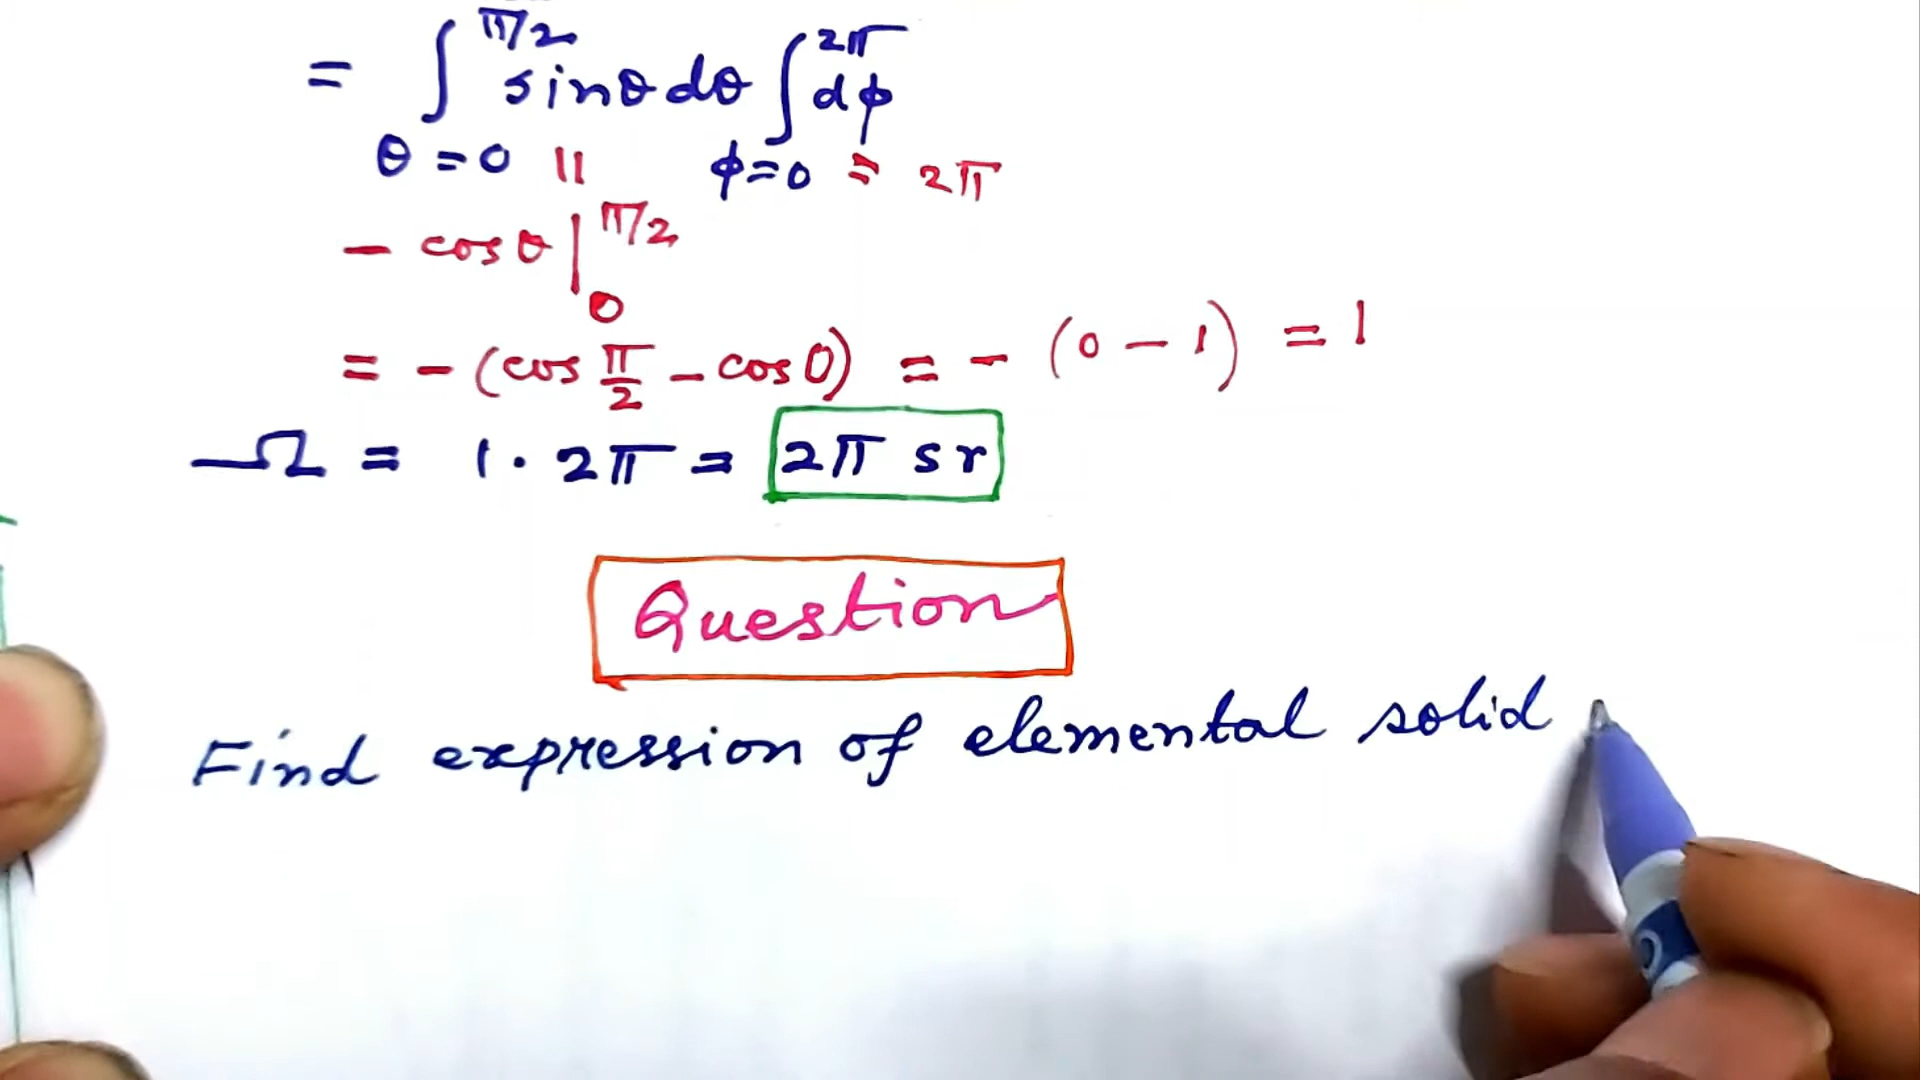 = ∫ π/2 sinθ dθ ∫ 2π dφ
θ = 0 || φ = 0 = 2π
- cosθ | π/2
0
= - (cos π/2 - cos 0) = - (0 - 1) = 1
Ω = 1 · 2π = 2π sr
Question
Find expression of elemental solid